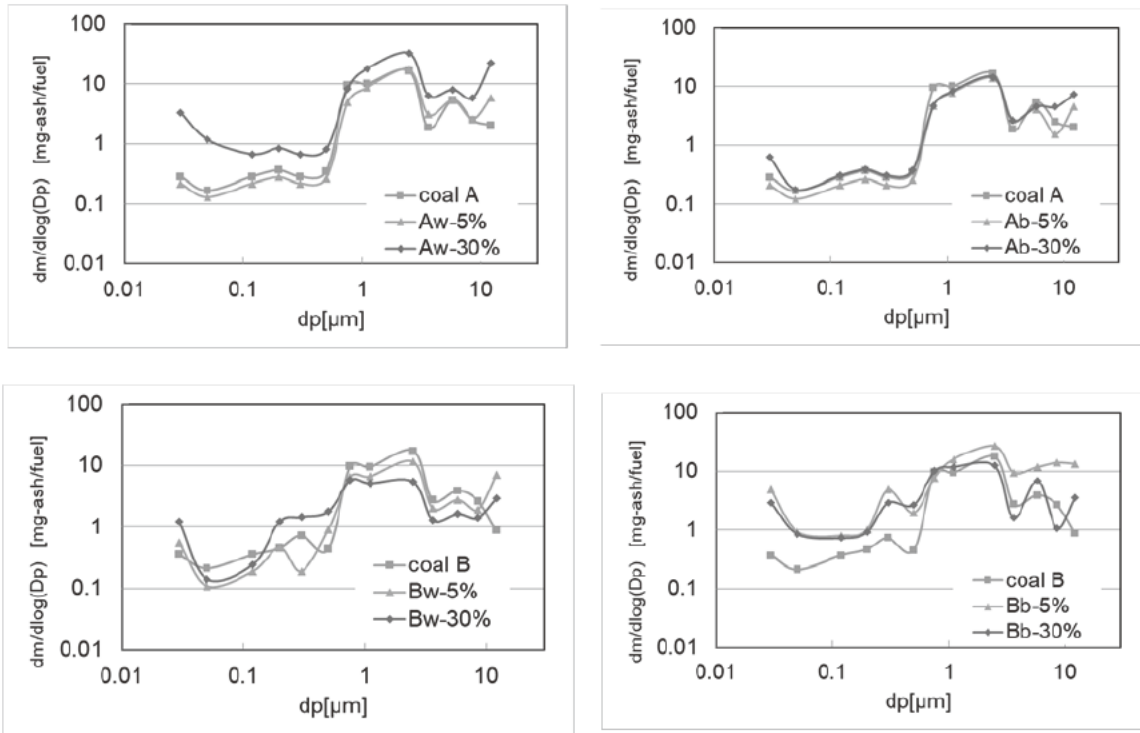 dm/dlog(Dp) [mg-ash/fuel]
100
10
1
0.1
0.01
coal A
Aw-5%
Aw-30%
0.01 0.1 1 10
dp[µm]
dm/dlog(Dp) [mg-ash/fuel]
100
10
1
0.1
0.01
coal A
Ab-5%
Ab-30%
0.01 0.1 1 10
dp[µm]
dm/dlog(Dp) [mg-ash/fuel]
100
10
1
0.1
0.01
coal B
Bw-5%
Bw-30%
0.01 0.1 1 10
dp[µm]
dm/dlog(Dp) [mg-ash/fuel]
100
10
1
0.1
0.01
coal B
Bb-5%
Bb-30%
0.01 0.1 1 10
dp[µm]